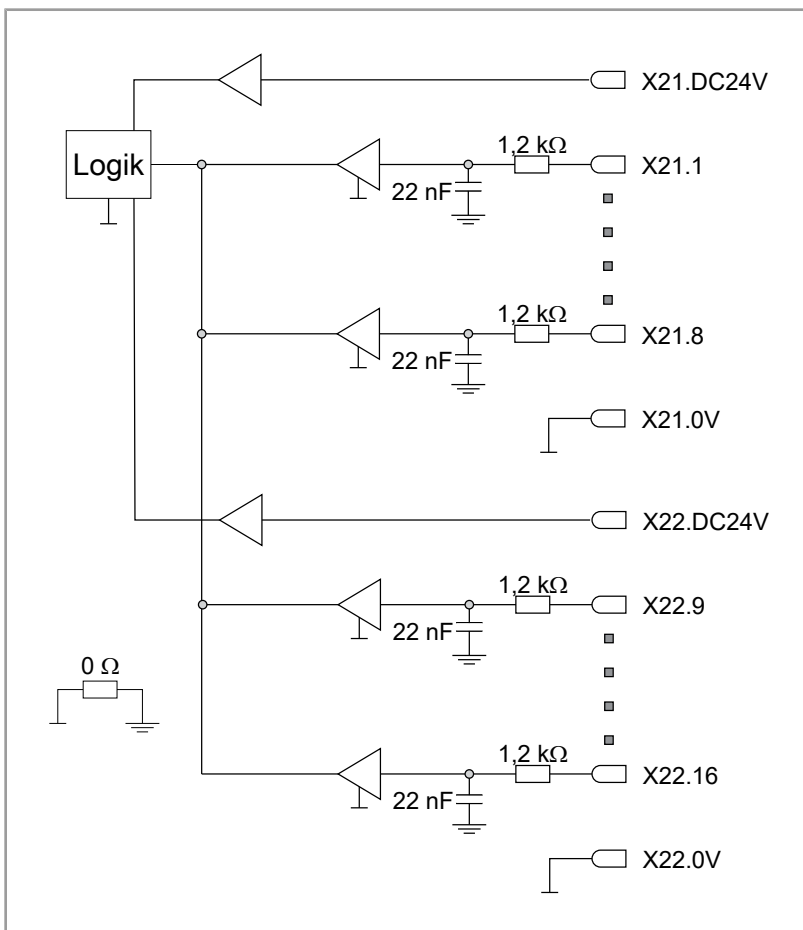 X21.DC24V
Logik
1,2 kΩ
X21.1
22 nF
1,2 kΩ
X21.8
22 nF
X21.0V
X22.DC24V
1,2 kΩ
X22.9
22 nF
0 Ω
1,2 kΩ
X22.16
22 nF
X22.0V